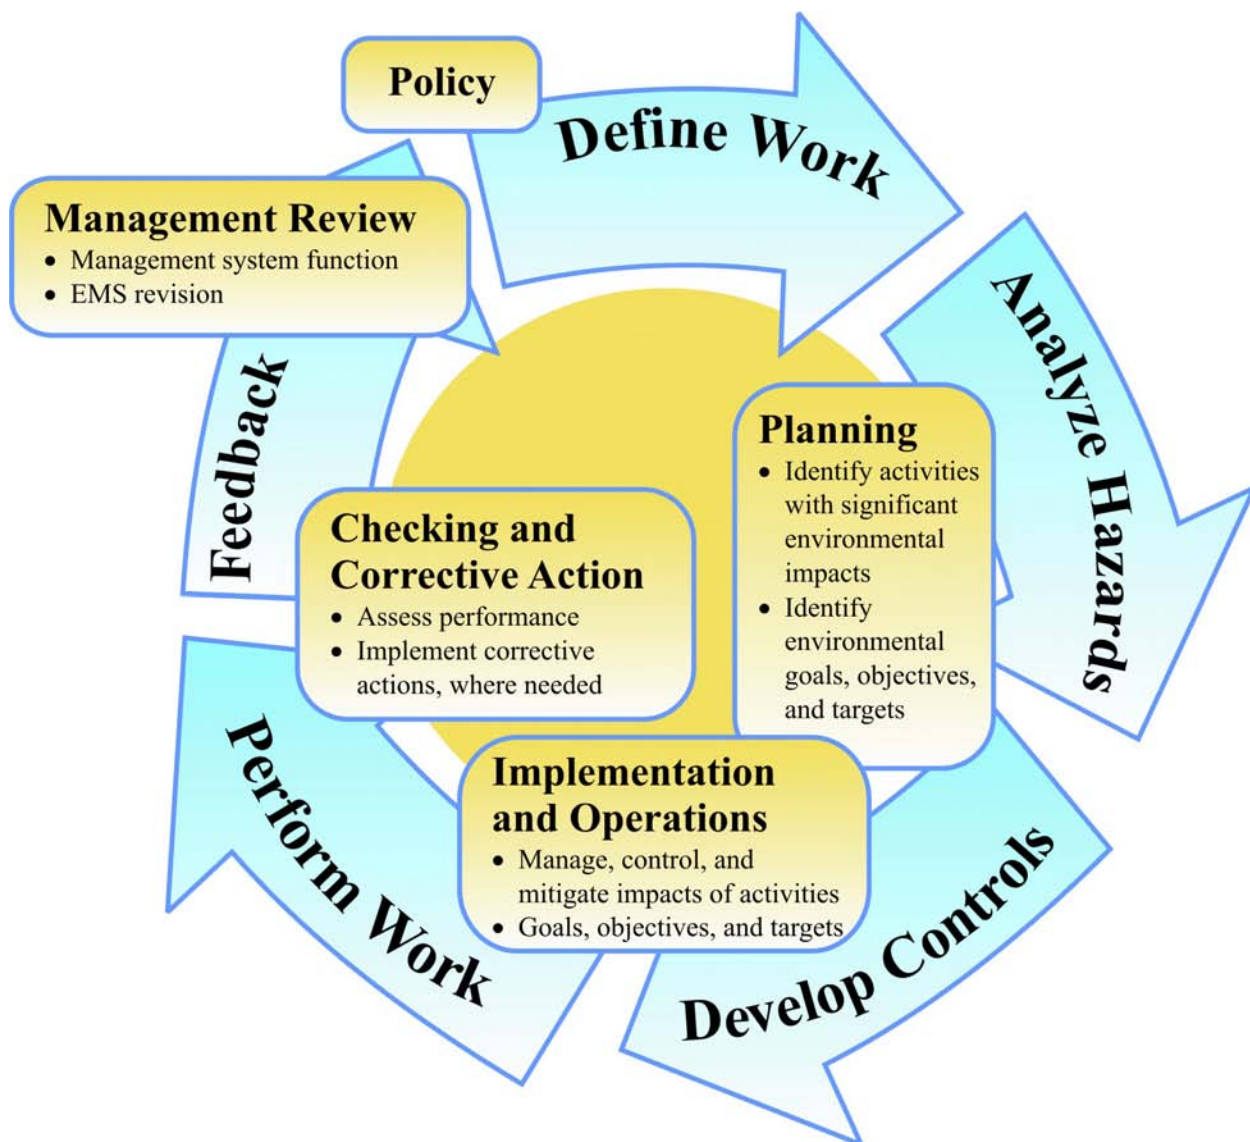 Policy
Define Work
Management Review
• Management system function
• EMS revision
Analyze Hazards
Planning
• Identify activities
with significant
environmental
impacts
• Identify
environmental
goals, objectives,
and targets
Feedback
Checking and
Corrective Action
• Assess performance
• Implement corrective
actions, where needed
Implementation
and Operations
• Manage, control, and
mitigate impacts of activities
• Goals, objectives, and targets
Perform Work
Develop Controls